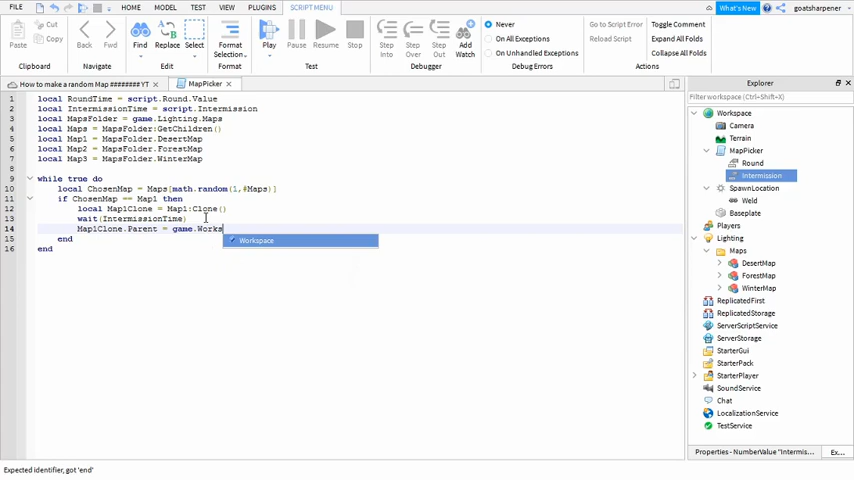 FILE HOME MODEL TEST VIEW PLUGINS SCRIPT MENU What's New goatsharpener
Paste Cut Copy Back Forward Find Replace Select Format Selection Play Pause Resume Stop Step Into Step Over Step Out Add Watch Never On All Exceptions On Unhandled Exceptions Go to Script Error Reload Script Toggle Comment Expand All Folds Collapse All Folds
Clipboard Navigate Edit Format Test Debugger Debug Errors Actions
How to make a random Map ######## YT MapPicker
1 local RoundTime = script.Round.Value
2 local IntermissionTime = script.Intermission
3 local MapsFolder = game.Lighting.Maps
4 local Maps = MapsFolder:GetChildren()
5 local Map1 = MapsFolder.DesertMap
6 local Map2 = MapsFolder.ForestMap
7 local Map3 = MapsFolder.WinterMap
8
9 while true do
10 local ChosenMap = Maps[math.random(1,#Maps)]
11 if ChosenMap == Map1 then
12 local Map1Clone = Map1:Clone()
13 wait(IntermissionTime)
14 Map1Clone.Parent = game.Works
Workspace
15 end
16 end
Explorer
Filter workspace (Ctrl+Shift+X)
Workspace
Camera
Terrain
MapPicker
Round
Intermission
SpawnLocation
Weld
Baseplate
Players
Lighting
Maps
DesertMap
ForestMap
WinterMap
ReplicatedFirst
ReplicatedStorage
ServerScriptService
ServerStorage
StarterGui
StarterPack
StarterPlayer
SoundService
Chat
LocalizationService
TestService
Properties - NumberValue "Intermis... Ex...
Expected identifier, got 'end'